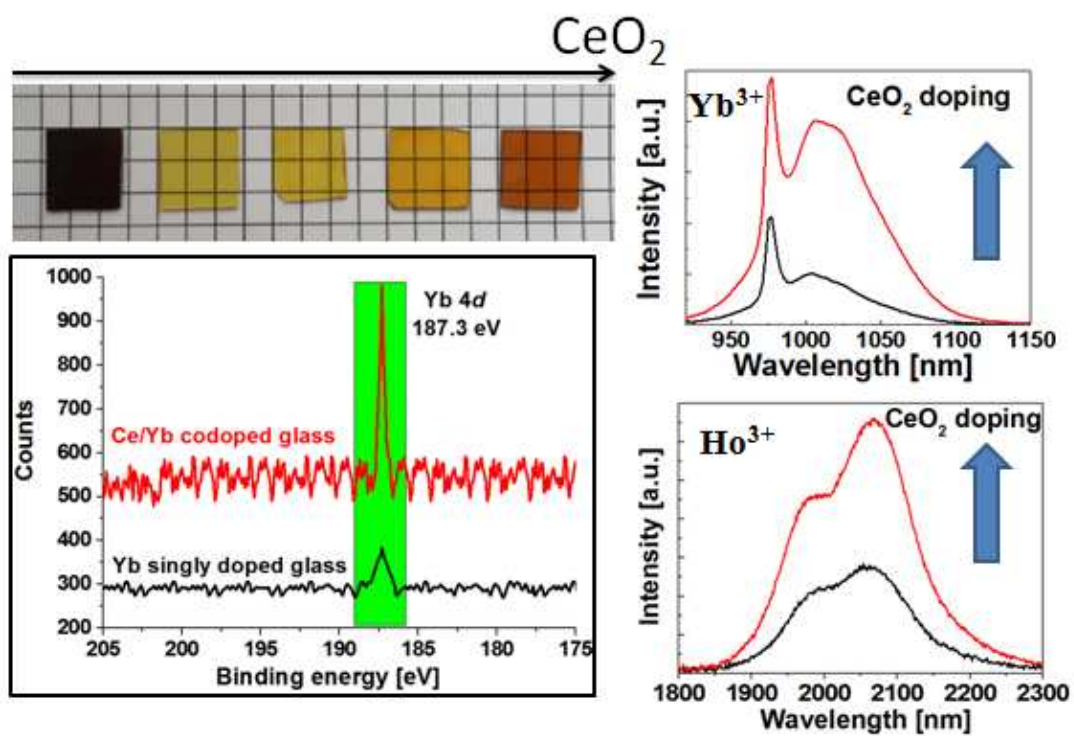 CeO₂
Yb³⁺
CeO₂ doping
Intensity [a.u.]
950 1000 1050 1100 1150
Wavelength [nm]
1000
900
800
700
600
500
400
300
200
Counts
Yb 4d
187.3 eV
Ce/Yb codoped glass
Yb singly doped glass
205 200 195 190 185 180 175
Binding energy [eV]
CeO₂ doping
Ho³⁺
Intensity [a.u.]
1800 1900 2000 2100 2200 2300
Wavelength [nm]